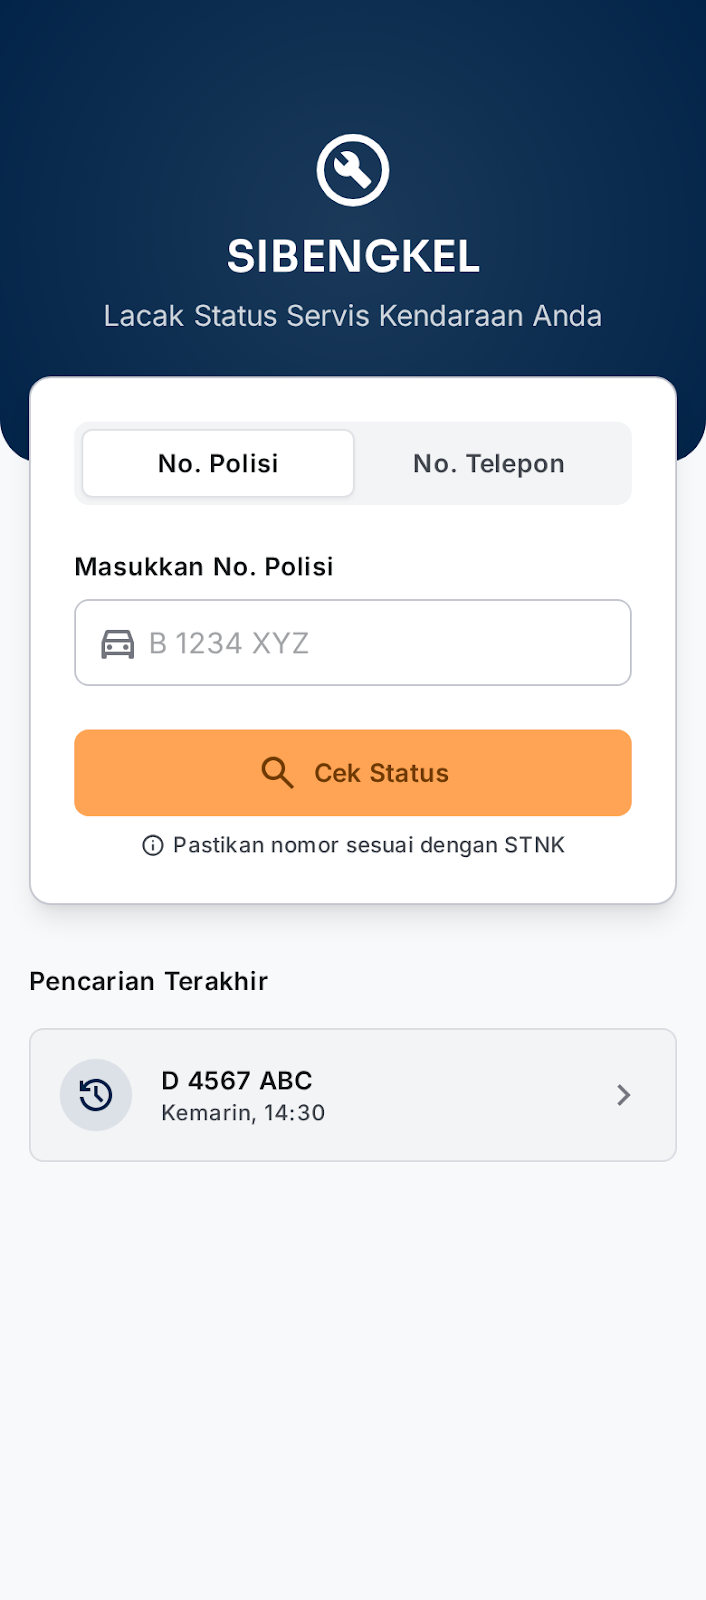 SIBENGKEL
Lacak Status Servis Kendaraan Anda
No. Polisi
No. Telepon
Masukkan No. Polisi
B 1234 XYZ
Cek Status
Pastikan nomor sesuai dengan STNK
Pencarian Terakhir
D 4567 ABC
Kemarin, 14:30